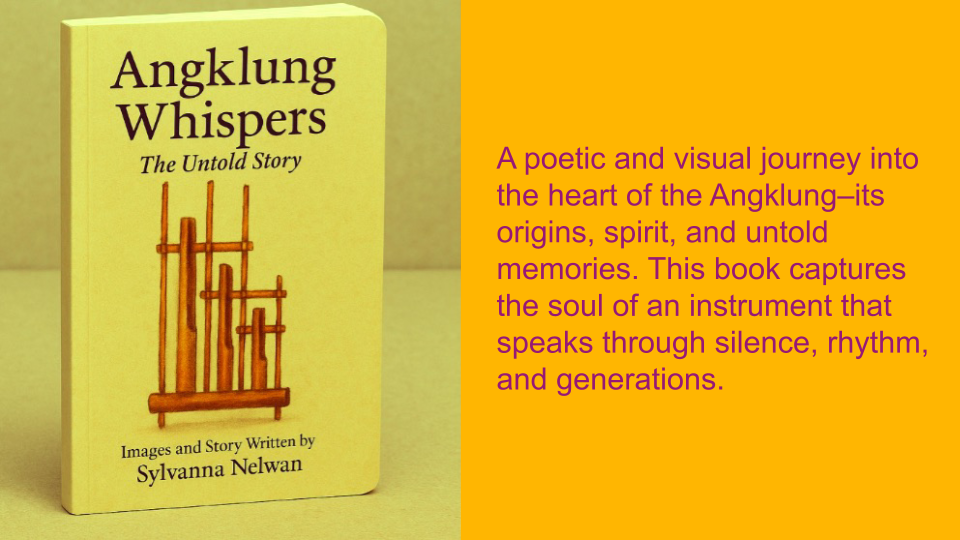 Angklung
Whispers
The Untold Story
Images and Story Written by
Sylvanna Nelwan
A poetic and visual journey into
the heart of the Angklung–its
origins, spirit, and untold
memories. This book captures
the soul of an instrument that
speaks through silence, rhythm,
and generations.